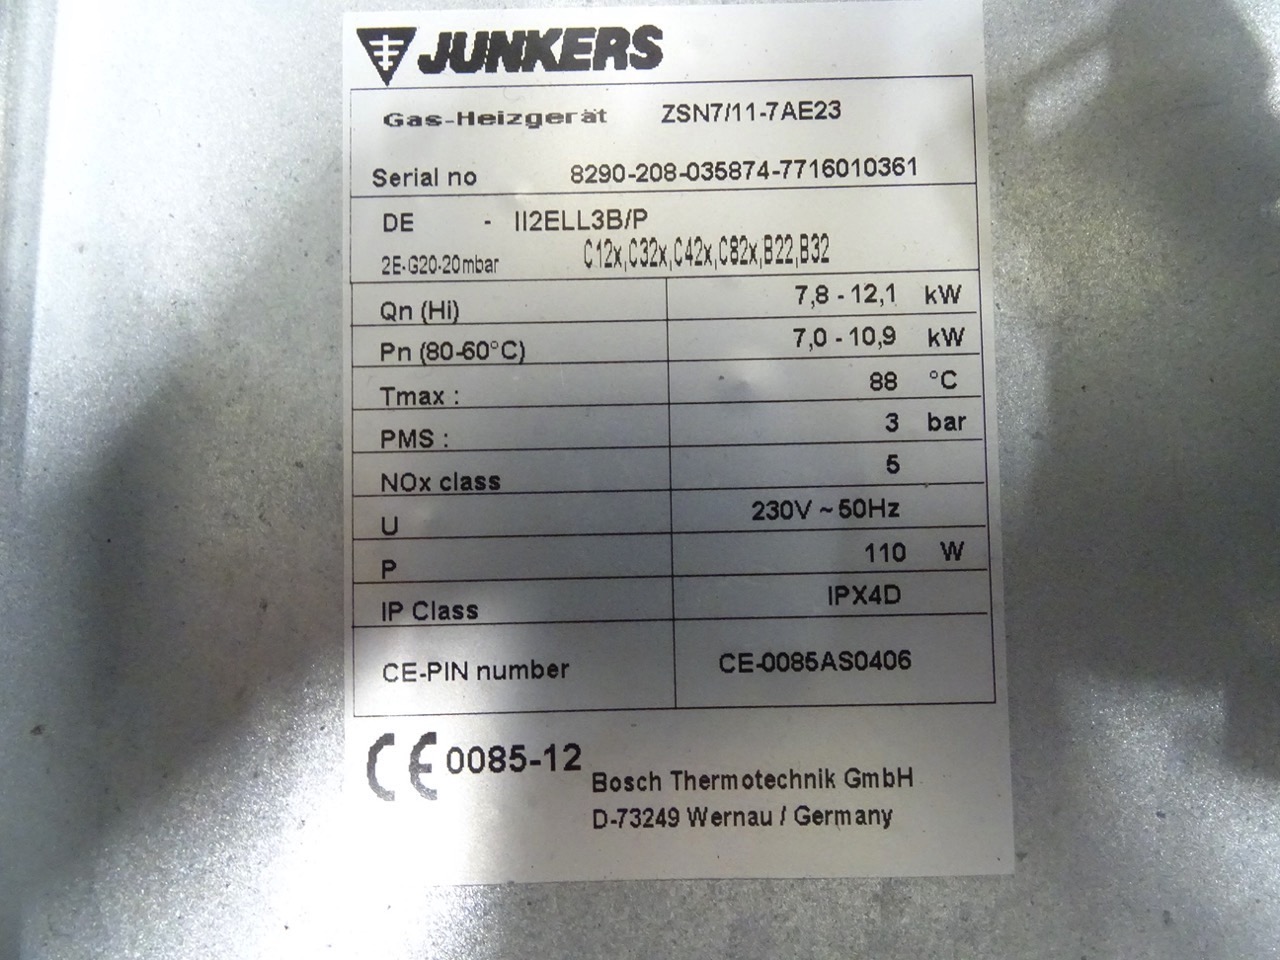 JUNKERS
Gas-Heizgerät ZSN7/11-7AE23
Serial no 8290-208-035874-7716010361
DE - II2ELL3B/P
2E-G20-20mbar C12x,C32x,C42x,C82x,B22,B32
Qn (Hi) 7,8 - 12,1 kW
Pn (80-60°C) 7,0 - 10,9 kW
Tmax : 88 °C
PMS : 3 bar
NOx class 5
U 230V ~ 50Hz
P 110 W
IP Class IPX4D
CE-PIN number CE-0085AS0406
CE 0085-12
Bosch Thermotechnik GmbH
D-73249 Wernau / Germany